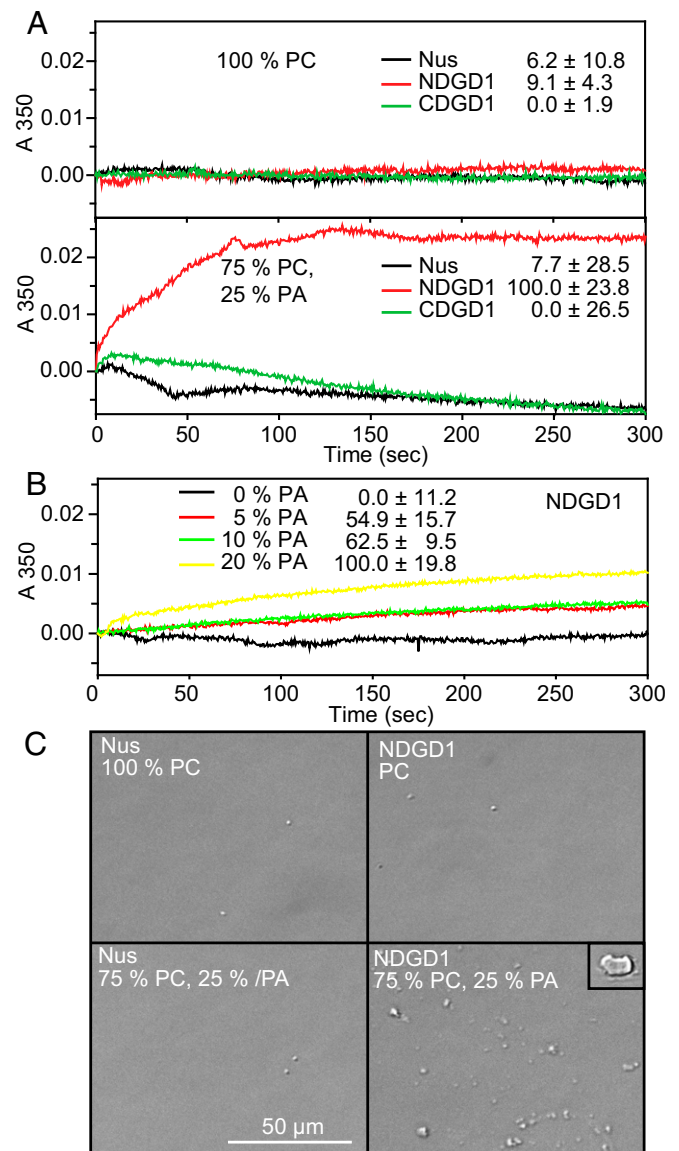 A
100 % PC
Nus 6.2 ± 10.8
NDGD1 9.1 ± 4.3
CDGD1 0.0 ± 1.9
A 350
0.02
0.01
0.00
75 % PC,
25 % PA
Nus 7.7 ± 28.5
NDGD1 100.0 ± 23.8
CDGD1 0.0 ± 26.5
A 350
0.02
0.01
0.00
0 50 100 150 200 250 300
Time (sec)
B
0 % PA 0.0 ± 11.2
5 % PA 54.9 ± 15.7
10 % PA 62.5 ± 9.5
20 % PA 100.0 ± 19.8
NDGD1
A 350
0.02
0.01
0.00
0 50 100 150 200 250 300
Time (sec)
C
Nus
100 % PC
NDGD1
PC
Nus
75 % PC, 25 % /PA
50 µm
NDGD1
75 % PC, 25 % PA